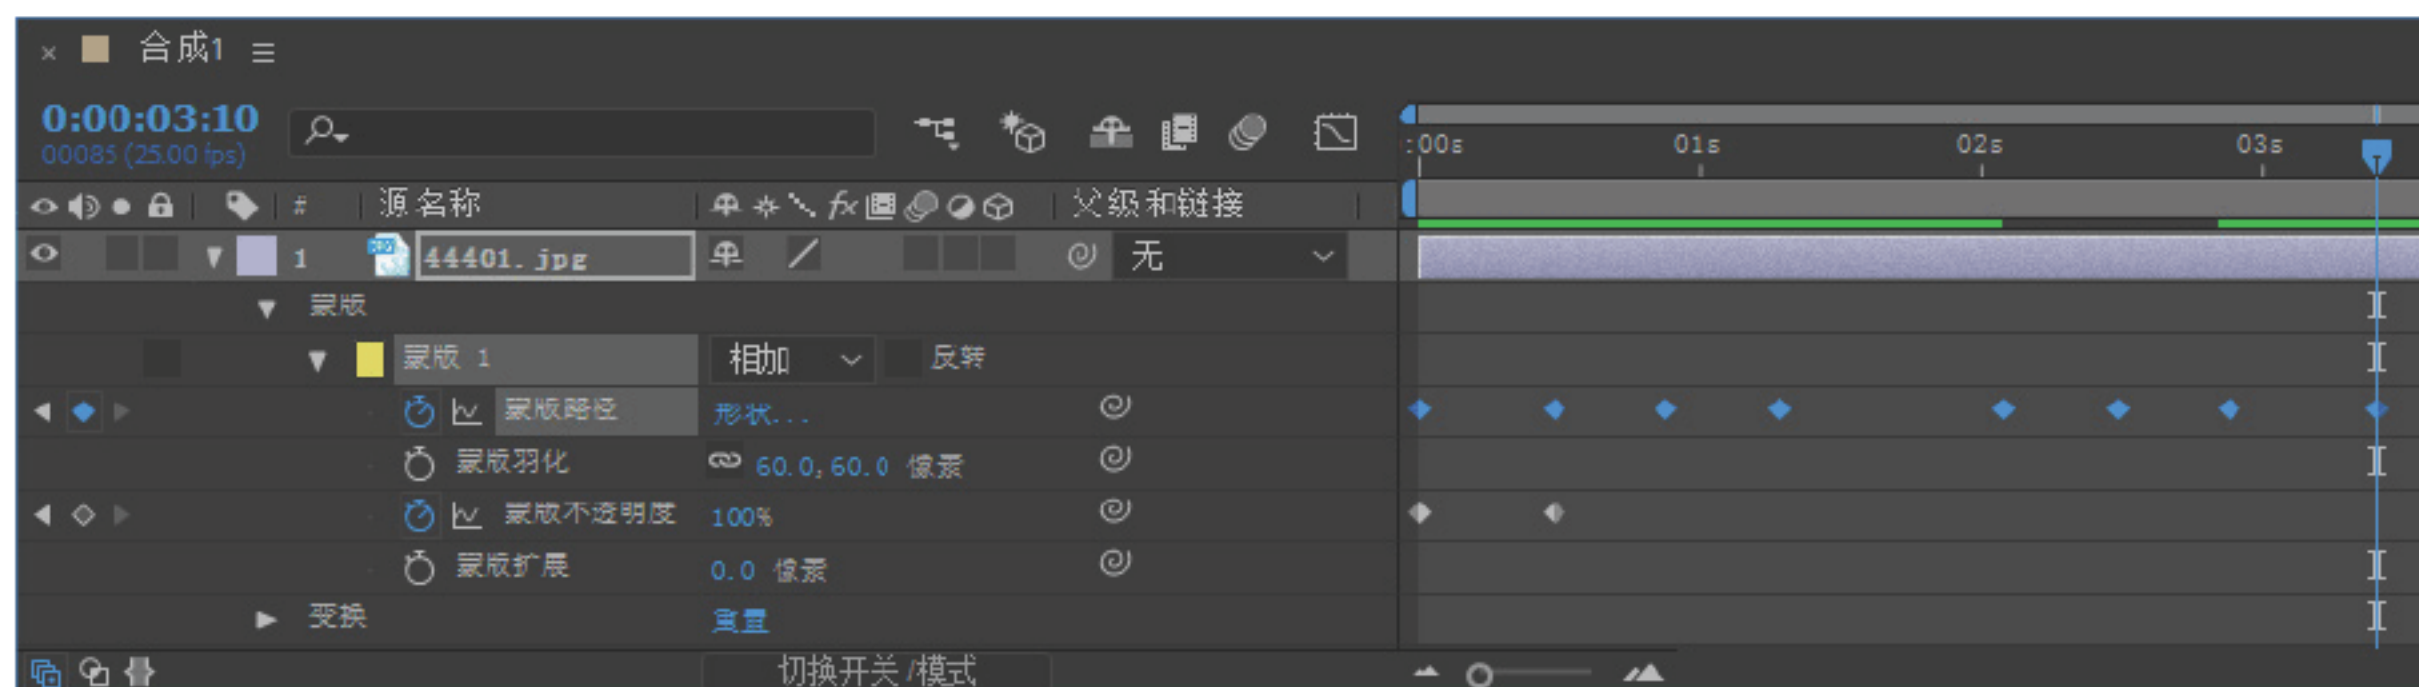 合成1
0:00:03:10
00085 (25.00 fps)
:00s 01s 02s 03s
# 源名称 fx 父级和链接
1 44401.jpg 无
蒙版
蒙版 1 相加 反转
蒙版路径 形状...
蒙版羽化 60.0,60.0 像素
蒙版不透明度 100%
蒙版扩展 0.0 像素
变换 重置
切换开关/模式